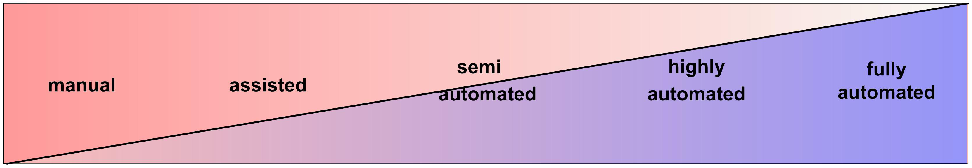 manual
assisted
semi
automated
highly
automated
fully
automated